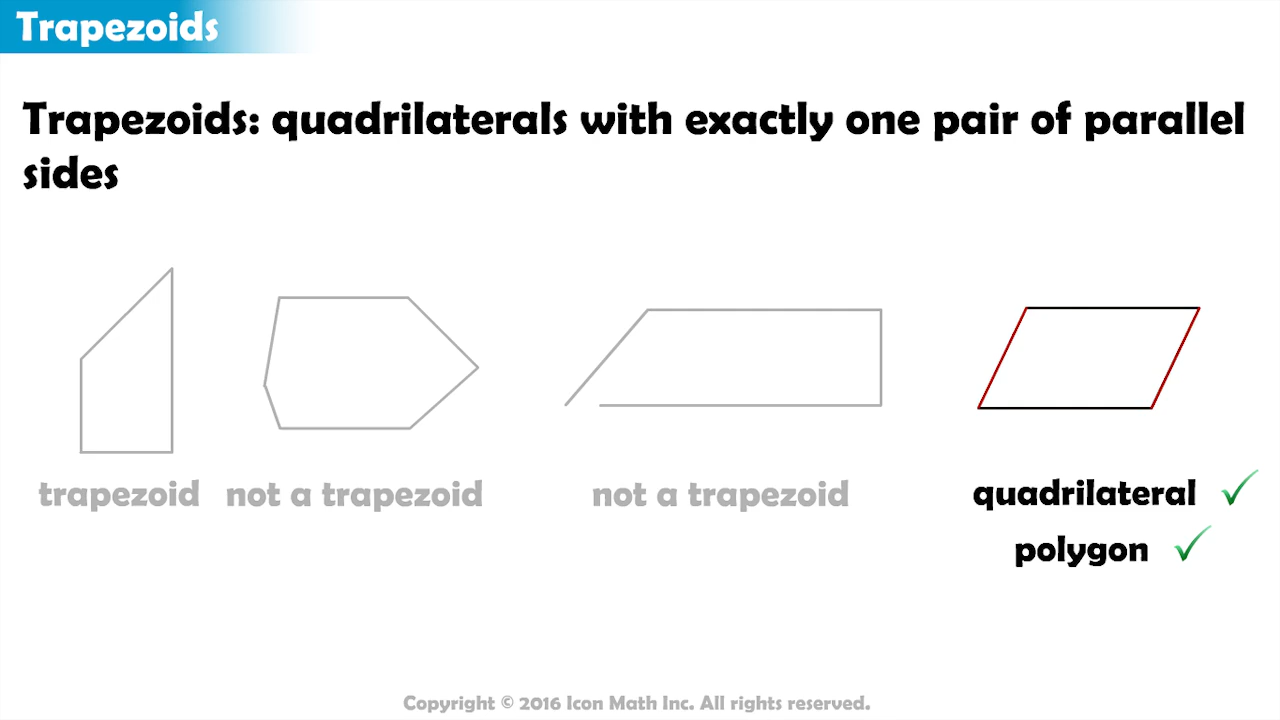 Trapezoids
Trapezoids: quadrilaterals with exactly one pair of parallel
sides
trapezoid
not a trapezoid
not a trapezoid
quadrilateral
polygon
Copyright © 2016 Icon Math Inc. All rights reserved.